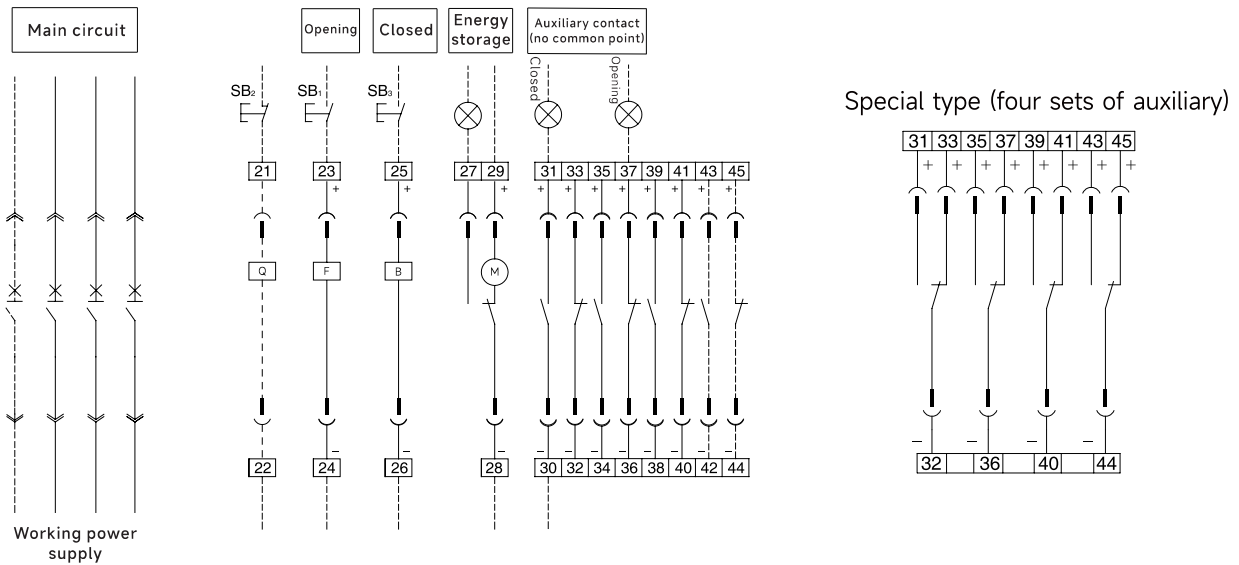 Main circuit
Opening
Closed
Energy
storage
Auxiliary contact
(no common point)
Closed
Opening
SB2
SB1
SB3
21
23
25
27 29
31 33 35 37 39 41 43 45
+ + + + + + + + + +
Q
F
B
M
– – – – – – – – – – –
22
24
26
28
30 32 34 36 38 40 42 44
Working power
supply
Special type (four sets of auxiliary)
31 33 35 37 39 41 43 45
+ + + + + + + +
– – – –
32 36 40 44